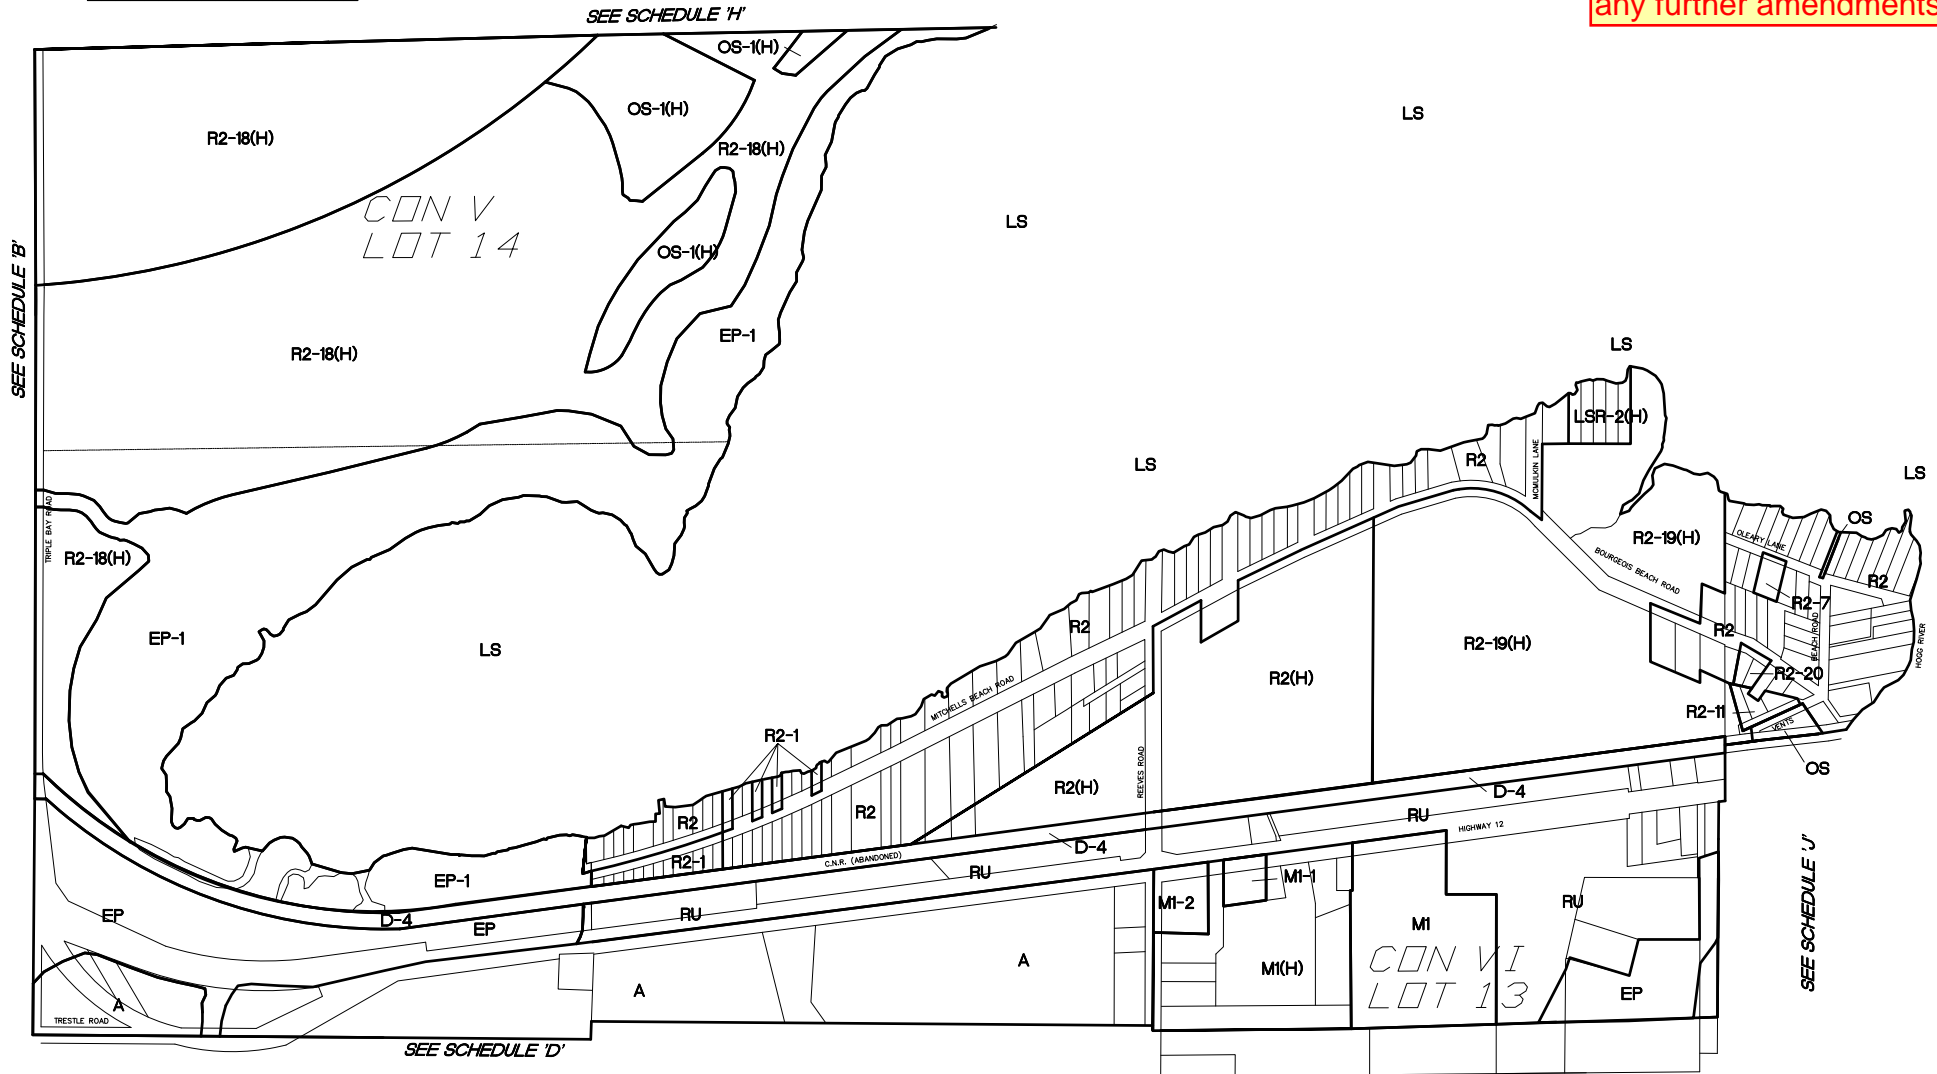 any further amendments
SEE SCHEDULE 'H'
OS-1(H)
OS-1(H)
LS
R2-18(H)
R2-18(H)
CON V
LOT 14
LS
OS-1(H)
SEE SCHEDULE 'B'
EP-1
LS
R2-18(H)
LSR-2(H)
R2
MCMULKIN LANE
LS
LS
TRIPLE BAY ROAD
OS
R2-19(H)
OLEARY LANE
R2-18(H)
BOURGEOIS BEACH ROAD
R2
R2-7
EP-1
R2
R2
BEACH ROAD
HOGG RIVER
R2-19(H)
LS
R2(H)
R2-20
MITCHELLS BEACH ROAD
R2-11
VENTS
R2-1
OS
REEVES ROAD
R2(H)
D-4
R2
R2
RU
HIGHWAY 12
D-4
C.N.R. (ABANDONED)
R2-1
RU
M1-1
EP-1
M1-2
RU
EP
D-4
EP
RU
M1
SEE SCHEDULE 'J'
A
M1(H)
CON VI
LOT 13
A
EP
A
TRESTLE ROAD
SEE SCHEDULE 'D'